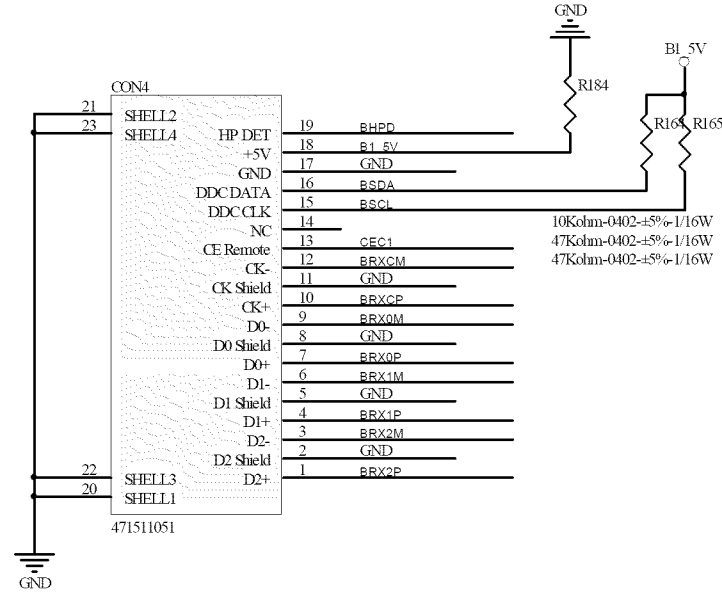 GND
B1_5V
R184
R164 R165
CON4
21 SHELL2
23 SHELL4
HP DET 19 BHPD
+5V 18 B1_5V
GND 17 GND
DDC DATA 16 BSDA
DDC CLK 15 BSCL
NC 14
CE Remote 13 CEC1
CK- 12 BRXCM
CK Shield 11 GND
CK+ 10 BRXCP
D0- 9 BRX0M
D0 Shield 8 GND
D0+ 7 BRX0P
D1- 6 BRX1M
D1 Shield 5 GND
D1+ 4 BRX1P
D2- 3 BRX2M
D2 Shield 2 GND
D2+ 1 BRX2P
22 SHELL3
20 SHELL1
471511051
10Kohm-0402-±5%-1/16W
47Kohm-0402-±5%-1/16W
47Kohm-0402-±5%-1/16W
GND